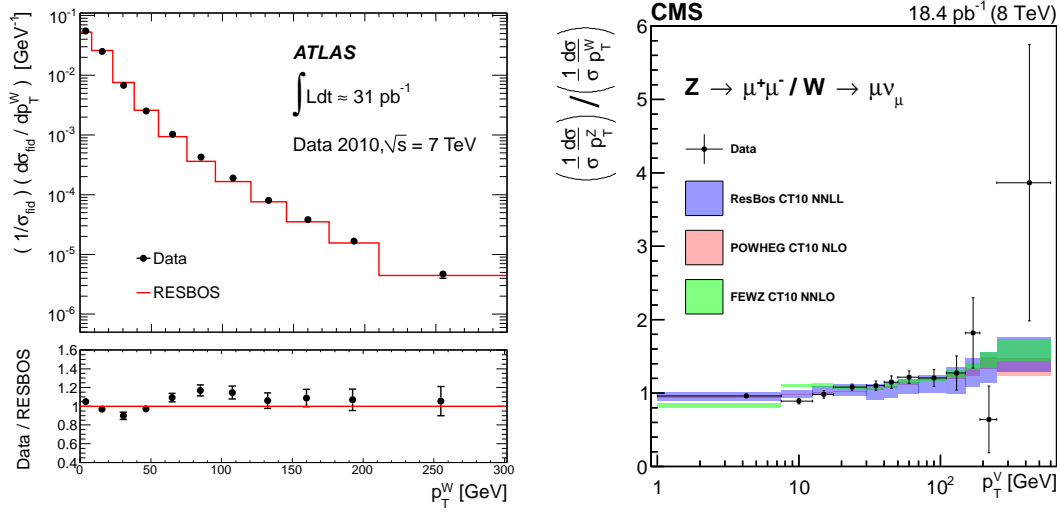 ATLAS
∫ Ldt ≈ 31 pb⁻¹
Data 2010,√s = 7 TeV
(1/σ_fid) (dσ_fid / dp_T^W) [GeV⁻¹]
10⁻¹
10⁻²
10⁻³
10⁻⁴
10⁻⁵
10⁻⁶
Data
RESBOS
Data / RESBOS
1.6
1.4
1.2
1.0
0.8
0.6
0.4
0 50 100 150 200 250 300
p_T^W [GeV]
CMS 18.4 pb⁻¹ (8 TeV)
(1/σ dσ/p_T^Z) / (1/σ dσ/p_T^W)
Z → μ⁺μ⁻ / W → μν_μ
Data
ResBos CT10 NNLL
POWHEG CT10 NLO
FEWZ CT10 NNLO
6
5
4
3
2
1
0
1 10 10²
p_T^V [GeV]